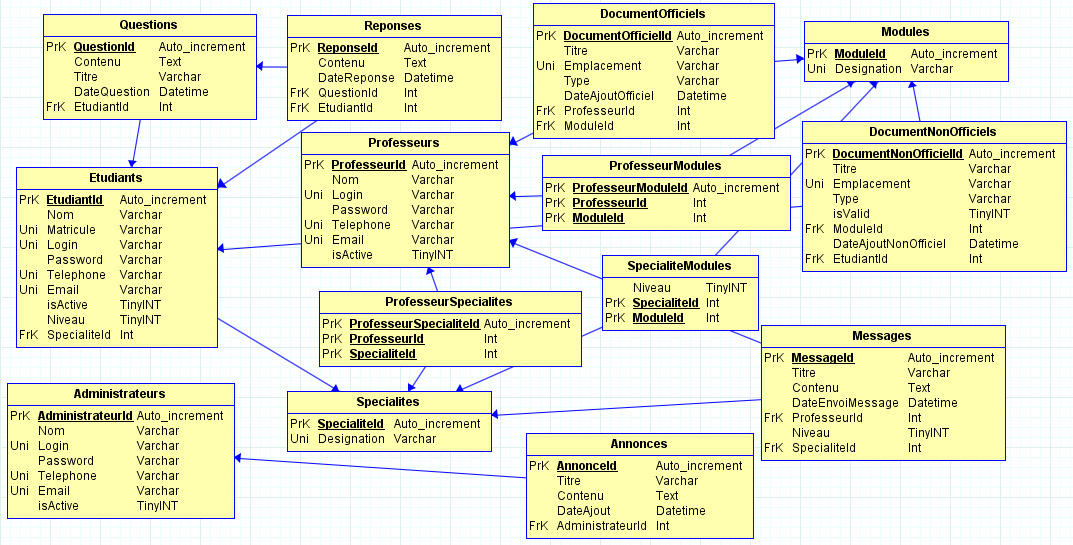 Questions
PrK QuestionId Auto_increment
Contenu Text
Titre Varchar
DateQuestion Datetime
FrK EtudiantId Int
Reponses
PrK ReponseId Auto_increment
Contenu Text
DateReponse Datetime
FrK QuestionId Int
FrK EtudiantId Int
DocumentOfficiels
PrK DocumentOfficielId Auto_increment
Titre Varchar
Uni Emplacement Varchar
Type Varchar
DateAjoutOfficiel Datetime
FrK ProfesseurId Int
FrK ModuleId Int
Modules
PrK ModuleId Auto_increment
Uni Designation Varchar
Etudiants
PrK EtudiantId Auto_increment
Nom Varchar
Uni Matricule Varchar
Uni Login Varchar
Password Varchar
Uni Telephone Varchar
Uni Email Varchar
isActive TinyINT
Niveau TinyINT
FrK SpecialiteId Int
Professeurs
PrK ProfesseurId Auto_increment
Nom Varchar
Uni Login Varchar
Password Varchar
Uni Telephone Varchar
Uni Email Varchar
isActive TinyINT
ProfesseurModules
PrK ProfesseurModuleId Auto_increment
PrK ProfesseurId Int
PrK ModuleId Int
DocumentNonOfficiels
PrK DocumentNonOfficielId Auto_increment
Titre Varchar
Uni Emplacement Varchar
Type Varchar
isValid TinyINT
FrK ModuleId Int
DateAjoutNonOfficiel Datetime
FrK EtudiantId Int
SpecialiteModules
Niveau TinyINT
PrK SpecialiteId Int
PrK ModuleId Int
ProfesseurSpecialites
PrK ProfesseurSpecialiteId Auto_increment
PrK ProfesseurId Int
PrK SpecialiteId Int
Messages
PrK MessageId Auto_increment
Titre Varchar
Contenu Text
DateEnvoiMessage Datetime
FrK ProfesseurId Int
Niveau TinyINT
FrK SpecialiteId Int
Administrateurs
PrK AdministrateurId Auto_increment
Nom Varchar
Uni Login Varchar
Password Varchar
Uni Telephone Varchar
Uni Email Varchar
isActive TinyINT
Specialites
PrK SpecialiteId Auto_increment
Uni Designation Varchar
Annonces
PrK AnnonceId Auto_increment
Titre Varchar
Contenu Text
DateAjout Datetime
FrK AdministrateurId Int